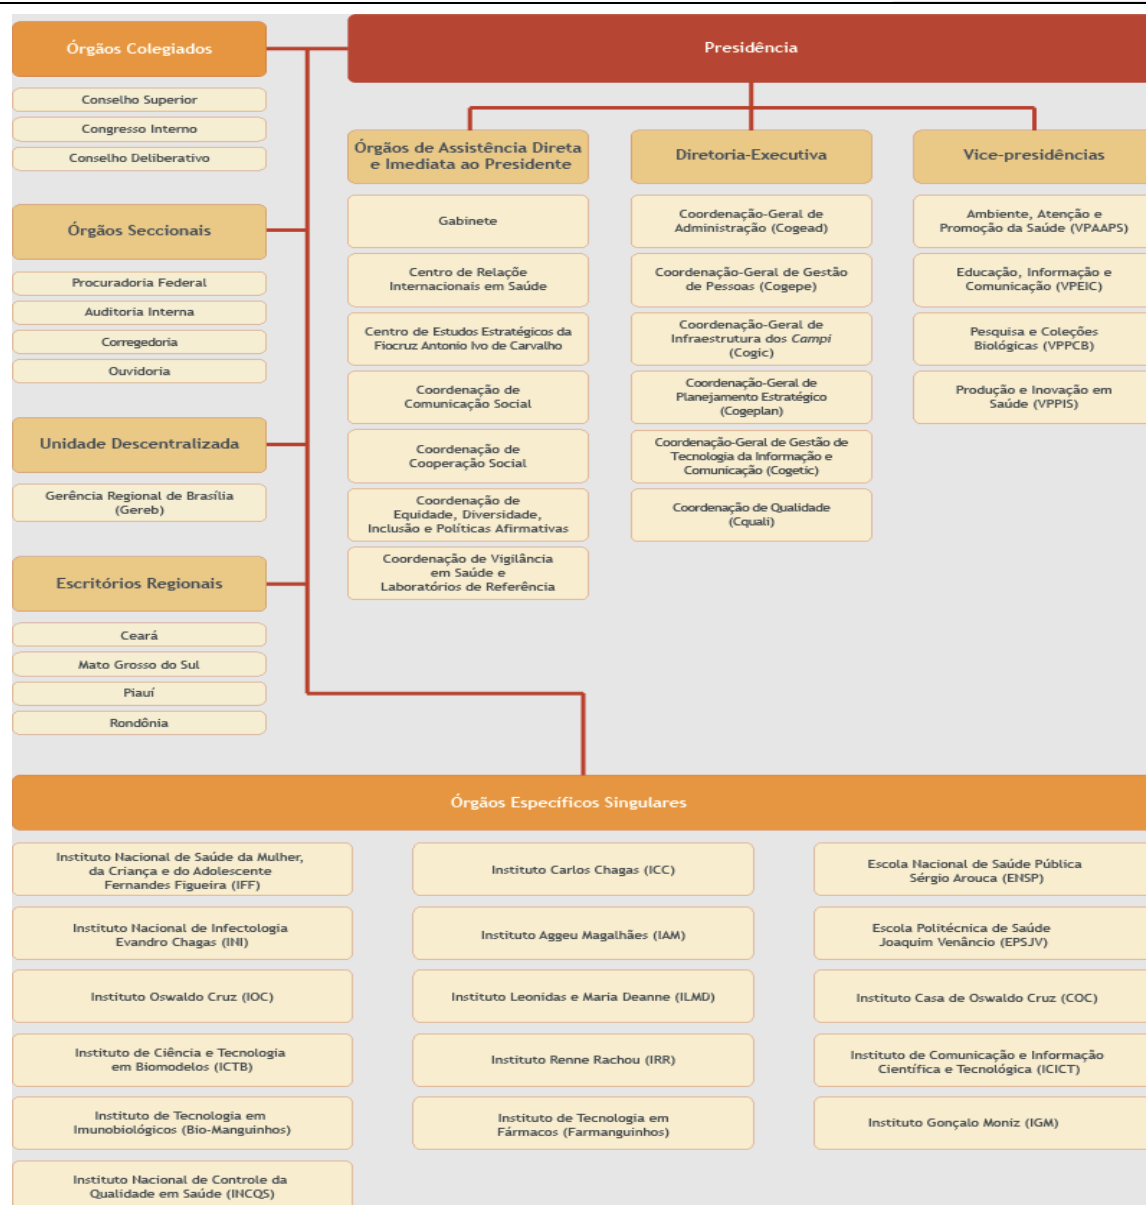 Órgãos Colegiados
Conselho Superior
Congresso Interno
Conselho Deliberativo
Órgãos Seccionais
Procuradoria Federal
Auditoria Interna
Corregedoria
Ouvidoria
Unidade Descentralizada
Gerência Regional de Brasília
(Gereb)
Escritórios Regionais
Ceará
Mato Grosso do Sul
Piauí
Rondônia
Presidência
Órgãos de Assistência Direta
e Imediata ao Presidente
Gabinete
Centro de Relaçõe
Internacionais em Saúde
Centro de Estudos Estratégicos da
Fiocruz Antonio Ivo de Carvalho
Coordenação de
Comunicação Social
Coordenação de
Cooperação Social
Coordenação de
Equidade, Diversidade,
Inclusão e Políticas Afirmativas
Coordenação de Vigilância
em Saúde e
Laboratórios de Referência
Diretoria-Executiva
Coordenação-Geral de
Administração (Cogead)
Coordenação-Geral de Gestão
de Pessoas (Cogepe)
Coordenação-Geral de
Infraestrutura dos Campi
(Cogic)
Coordenação-Geral de
Planejamento Estratégico
(Cogeplan)
Coordenação-Geral de Gestão de
Tecnologia da Informação e
Comunicação (Cogetic)
Coordenação de Qualidade
(Cquali)
Vice-presidências
Ambiente, Atenção e
Promoção da Saúde (VPAAPS)
Educação, Informação e
Comunicação (VPEIC)
Pesquisa e Coleções
Biológicas (VPPCB)
Produção e Inovação em
Saúde (VPPIS)
Órgãos Específicos Singulares
Instituto Nacional de Saúde da Mulher,
da Criança e do Adolescente
Fernandes Figueira (IFF)
Instituto Nacional de Infectologia
Evandro Chagas (INI)
Instituto Oswaldo Cruz (IOC)
Instituto de Ciência e Tecnologia
em Biomodelos (ICTB)
Instituto de Tecnologia em
Imunobiológicos (Bio-Manguinhos)
Instituto Nacional de Controle da
Qualidade em Saúde (INCQS)
Instituto Carlos Chagas (ICC)
Instituto Aggeu Magalhães (IAM)
Instituto Leonidas e Maria Deanne (ILMD)
Instituto Renne Rachou (IRR)
Instituto de Tecnologia em
Fármacos (Farmanguinhos)
Escola Nacional de Saúde Pública
Sérgio Arouca (ENSP)
Escola Politécnica de Saúde
Joaquim Venâncio (EPSJV)
Instituto Casa de Oswaldo Cruz (COC)
Instituto de Comunicação e Informação
Científica e Tecnológica (ICICT)
Instituto Gonçalo Moniz (IGM)